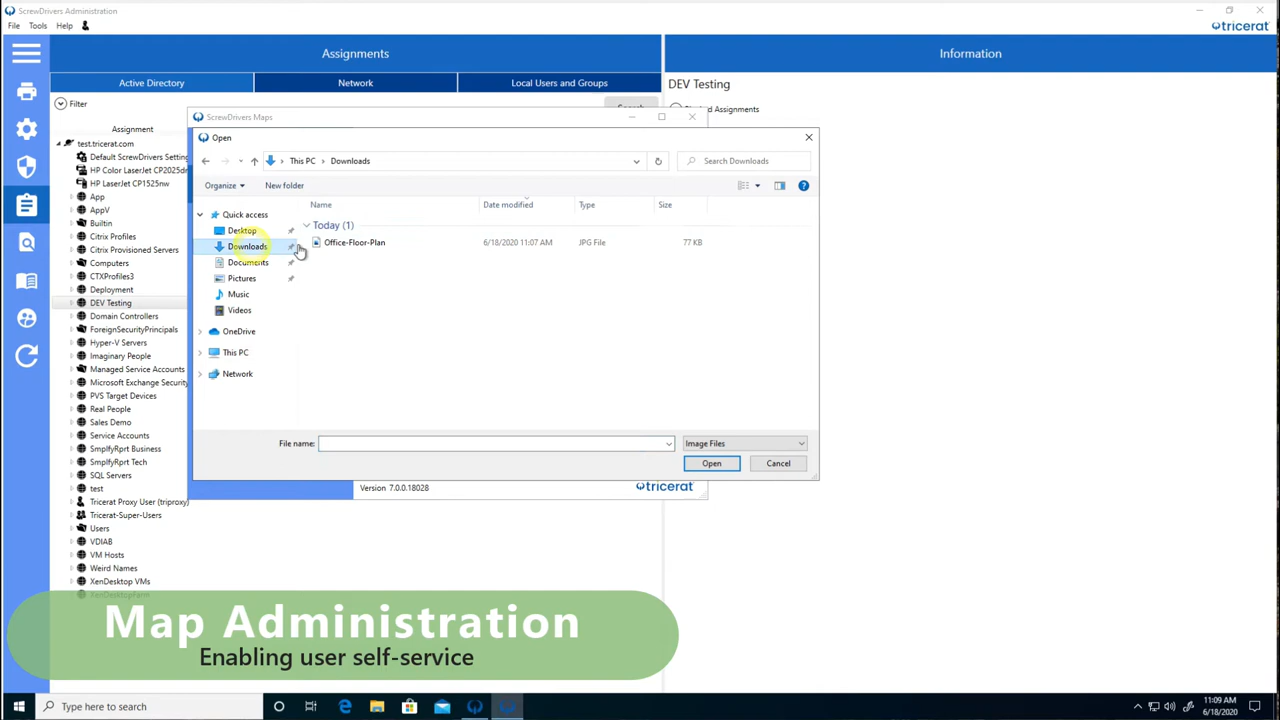 ScrewDrivers Administration
File Tools Help
tricerat
Assignments
Information
Active Directory
Network
Local Users and Groups
DEV Testing
Filter
Assignments
Assignment
ScrewDrivers Maps
Open
This PC > Downloads
Search Downloads
Organize
New folder
Name
Date modified
Type
Size
Quick access
Desktop
Downloads
Documents
Pictures
Music
Videos
OneDrive
This PC
Network
Today (1)
Office-Floor-Plan
6/18/2020 11:07 AM
JPG File
77 KB
File name:
Image Files
Open
Cancel
Version 7.0.0.18028
tricerat
test.tricerat.com
Default ScrewDrivers Setting
HP Color LaserJet CP2025dn
HP LaserJet CP1525nw
App
AppV
Builtin
Citrix Profiles
Citrix Provisioned Servers
Computers
CTXProfiles3
Deployment
DEV Testing
Domain Controllers
ForeignSecurityPrincipals
Hyper-V Servers
Imaginary People
Managed Service Accounts
Microsoft Exchange Security
PVS Target Devices
Real People
Sales Demo
Service Accounts
SmplfyRprt Business
SmplfyRprt Tech
SQL Servers
test
Tricerat Proxy User (triproxy)
Tricerat-Super-Users
Users
VDIAB
VM Hosts
Weird Names
XenDesktop VMs
Map Administration
Enabling user self-service
Type here to search
11:09 AM
6/18/2020